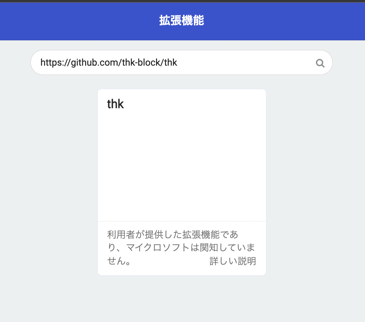 拡張機能
https://github.com/thk-block/thk
thk
利用者が提供した拡張機能であ
り、マイクロソフトは関知していま
せん。 詳しい説明